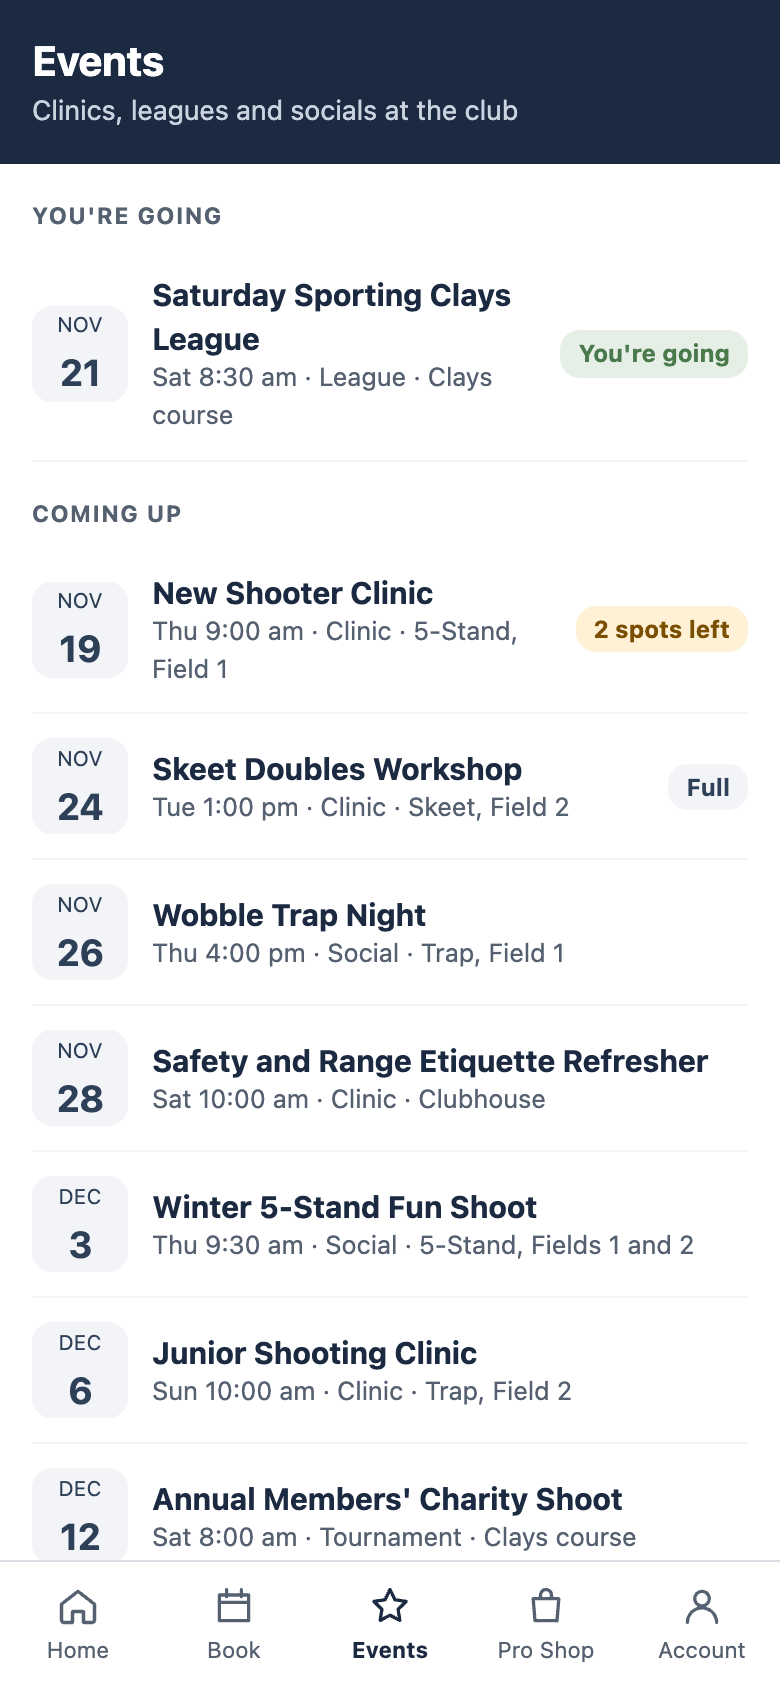 Events
Clinics, leagues and socials at the club
YOU'RE GOING
NOV
21
Saturday Sporting Clays
League
Sat 8:30 am · League · Clays
course
You're going
COMING UP
NOV
19
New Shooter Clinic
Thu 9:00 am · Clinic · 5-Stand,
Field 1
2 spots left
NOV
24
Skeet Doubles Workshop
Tue 1:00 pm · Clinic · Skeet, Field 2
Full
NOV
26
Wobble Trap Night
Thu 4:00 pm · Social · Trap, Field 1
NOV
28
Safety and Range Etiquette Refresher
Sat 10:00 am · Clinic · Clubhouse
DEC
3
Winter 5-Stand Fun Shoot
Thu 9:30 am · Social · 5-Stand, Fields 1 and 2
DEC
6
Junior Shooting Clinic
Sun 10:00 am · Clinic · Trap, Field 2
DEC
12
Annual Members' Charity Shoot
Sat 8:00 am · Tournament · Clays course
Home
Book
Events
Pro Shop
Account